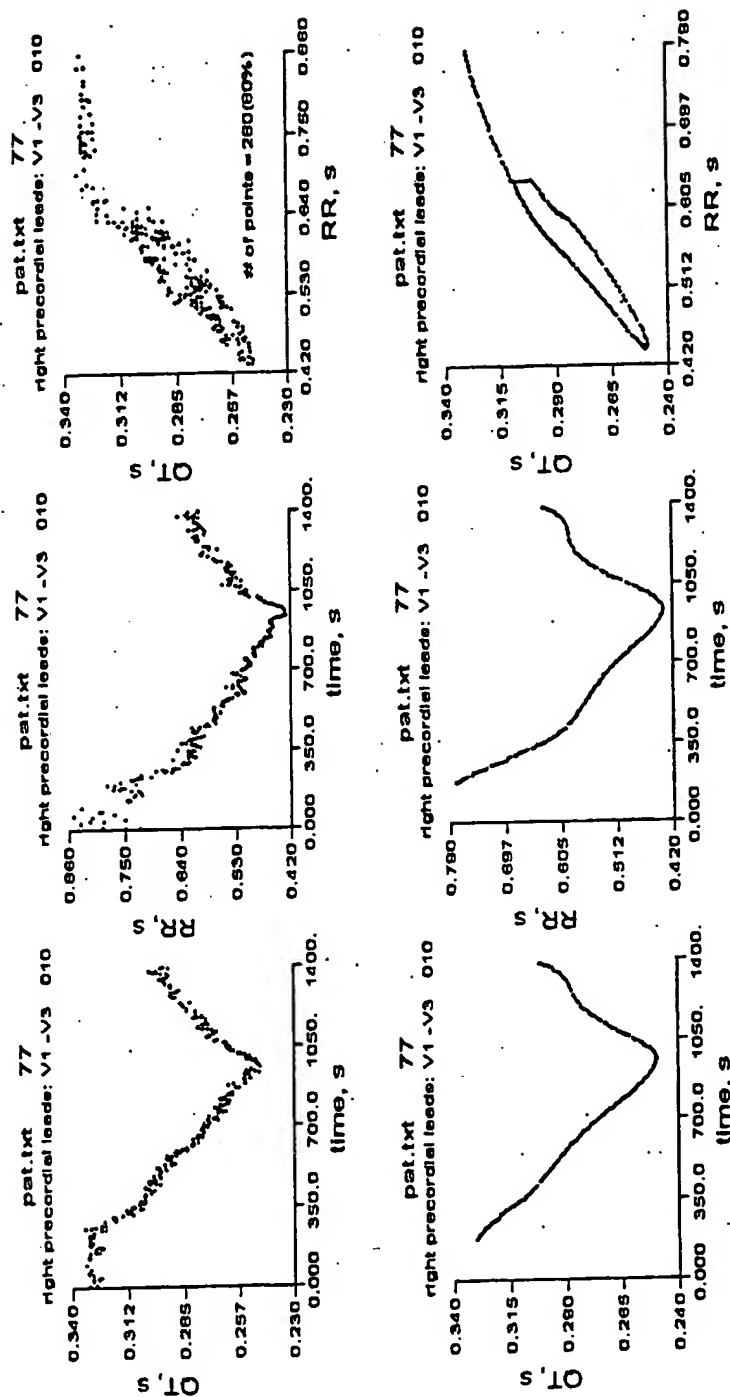 pat.txt 77
right precordial leads: V1 -V3 010
QT, s
0.340
0.312
0.285
0.257
0.230
0.000 350.0 700.0 1050. 1400.
time, s
pat.txt 77
right precordial leads: V1 -V3 010
RR, s
0.860
0.750
0.640
0.530
0.420
0.000 350.0 700.0 1050. 1400.
time, s
pat.txt 77
right precordial leads: V1 -V3 010
QT, s
0.340
0.312
0.285
0.257
0.230
# of points = 280(80%)
0.420 0.530 0.640 0.750 0.860
RR, s
pat.txt 77
right precordial leads: V1 -V3 010
QT, s
0.340
0.315
0.290
0.265
0.240
0.000 350.0 700.0 1050. 1400.
time, s
pat.txt 77
right precordial leads: V1 -V3 010
RR, s
0.790
0.697
0.605
0.512
0.420
0.000 350.0 700.0 1050. 1400.
time, s
pat.txt 77
right precordial leads: V1 -V3 010
QT, s
0.340
0.315
0.290
0.265
0.240
0.420 0.512 0.605 0.697 0.790
RR, s